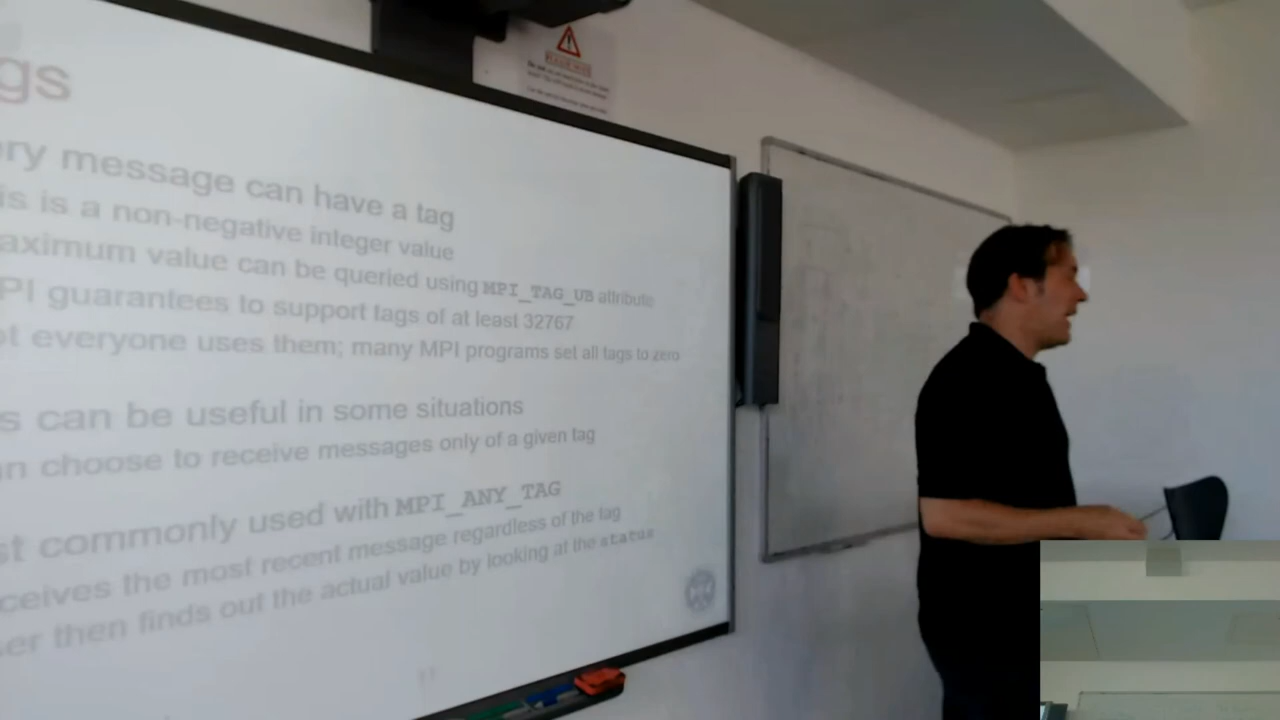 gs
ry message can have a tag
is is a non-negative integer value
aximum value can be queried using MPI_TAG_UB attribute
PI guarantees to support tags of at least 32767
t everyone uses them; many MPI programs set all tags to zero
s can be useful in some situations
n choose to receive messages only of a given tag
st commonly used with MPI_ANY_TAG
ceives the most recent message regardless of the tag
er then finds out the actual value by looking at the status